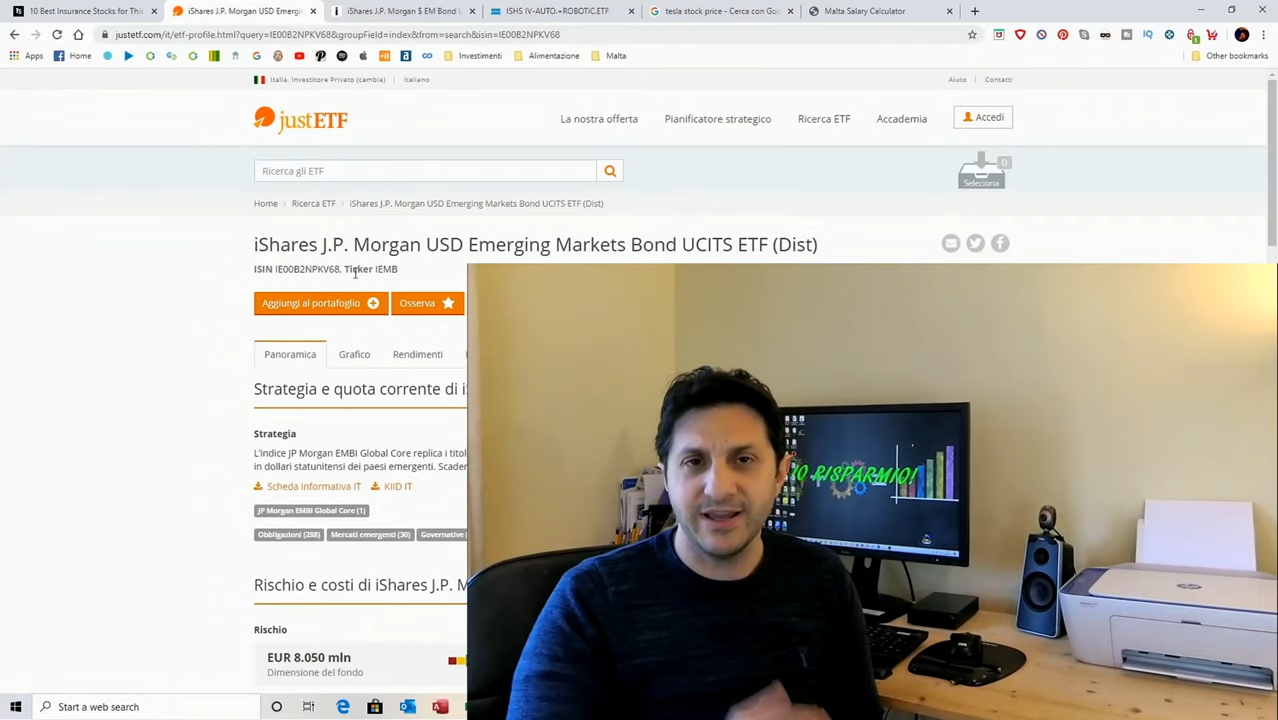 10 Best Insurance Stocks for This
iShares J.P. Morgan USD Emergi
iShares J.P. Morgan $ EM Bond U
ISHS IV-AUTO.+ROBOTIC.ETF
tesla stock price - Cerca con Goo
Malta Salary Calculator
justetf.com/it/etf-profile.html?query=IE00B2NPKV68&groupField=index&from=search&isin=IE00B2NPKV68
Apps
Home
Investimenti
Alimentazione
Malta
Other bookmarks
Italia, Investitore Privato (cambia)
Italiano
Aiuto
Contatti
justETF
La nostra offerta
Pianificatore strategico
Ricerca ETF
Accademia
Accedi
Ricerca gli ETF
0
Seleziona
Home > Ricerca ETF > iShares J.P. Morgan USD Emerging Markets Bond UCITS ETF (Dist)
iShares J.P. Morgan USD Emerging Markets Bond UCITS ETF (Dist)
ISIN IE00B2NPKV68, Ticker IEMB
Aggiungi al portafoglio
Osserva
Panoramica
Grafico
Rendimenti
Strategia e quota corrente di i
Strategia
L'indice JP Morgan EMBI Global Core replica i titol
in dollari statunitensi dei paesi emergenti. Scaden
Scheda informativa IT
KIID IT
JP Morgan EMBI Global Core (1)
Obbligazioni (288)
Mercati emergenti (30)
Governative (
IO RISPARMIO!
Rischio e costi di iShares J.P. M
Rischio
EUR 8.050 mln
Dimensione del fondo
Start a web search